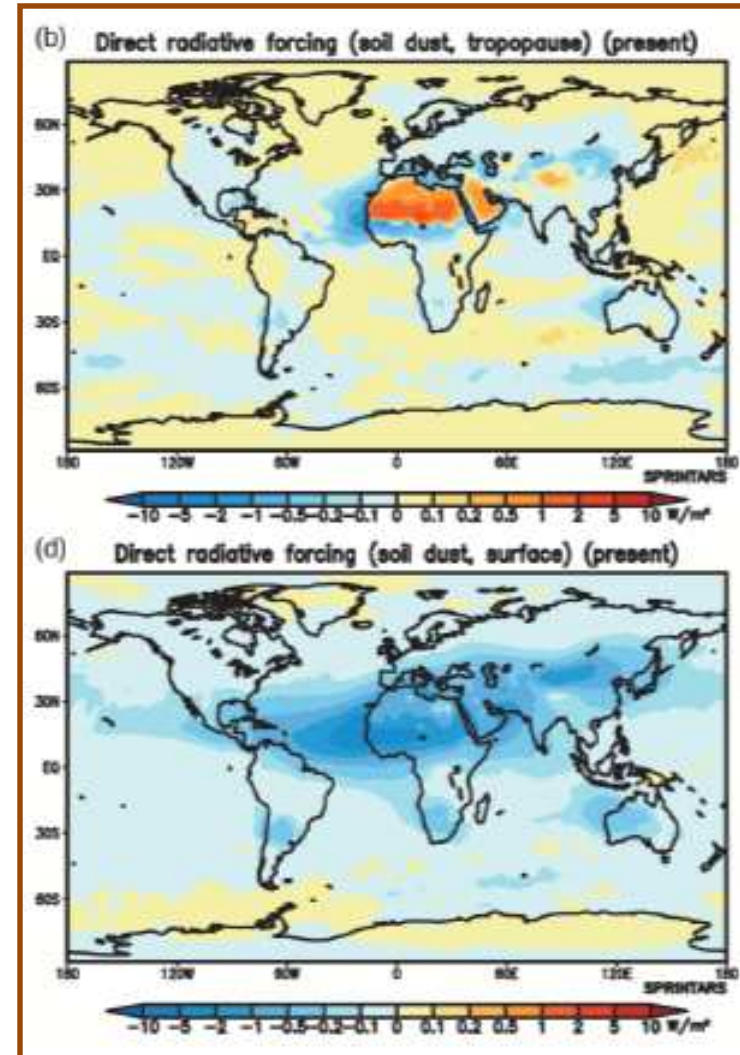 (b) Direct radiative forcing (soil dust, tropopause) (present)
60N
30N
EQ
30S
60S
180 120W 60W 0 60E 120E 180
SPRINTARS
-10 -5 -2 -1 -0.5 -0.2 -0.1 0 0.1 0.2 0.5 1 2 5 10 W/m²
(d) Direct radiative forcing (soil dust, surface) (present)
60N
30N
EQ
30S
60S
180 120W 60W 0 60E 120E 180
SPRINTARS
-10 -5 -2 -1 -0.5 -0.2 -0.1 0 0.1 0.2 0.5 1 2 5 10 W/m²